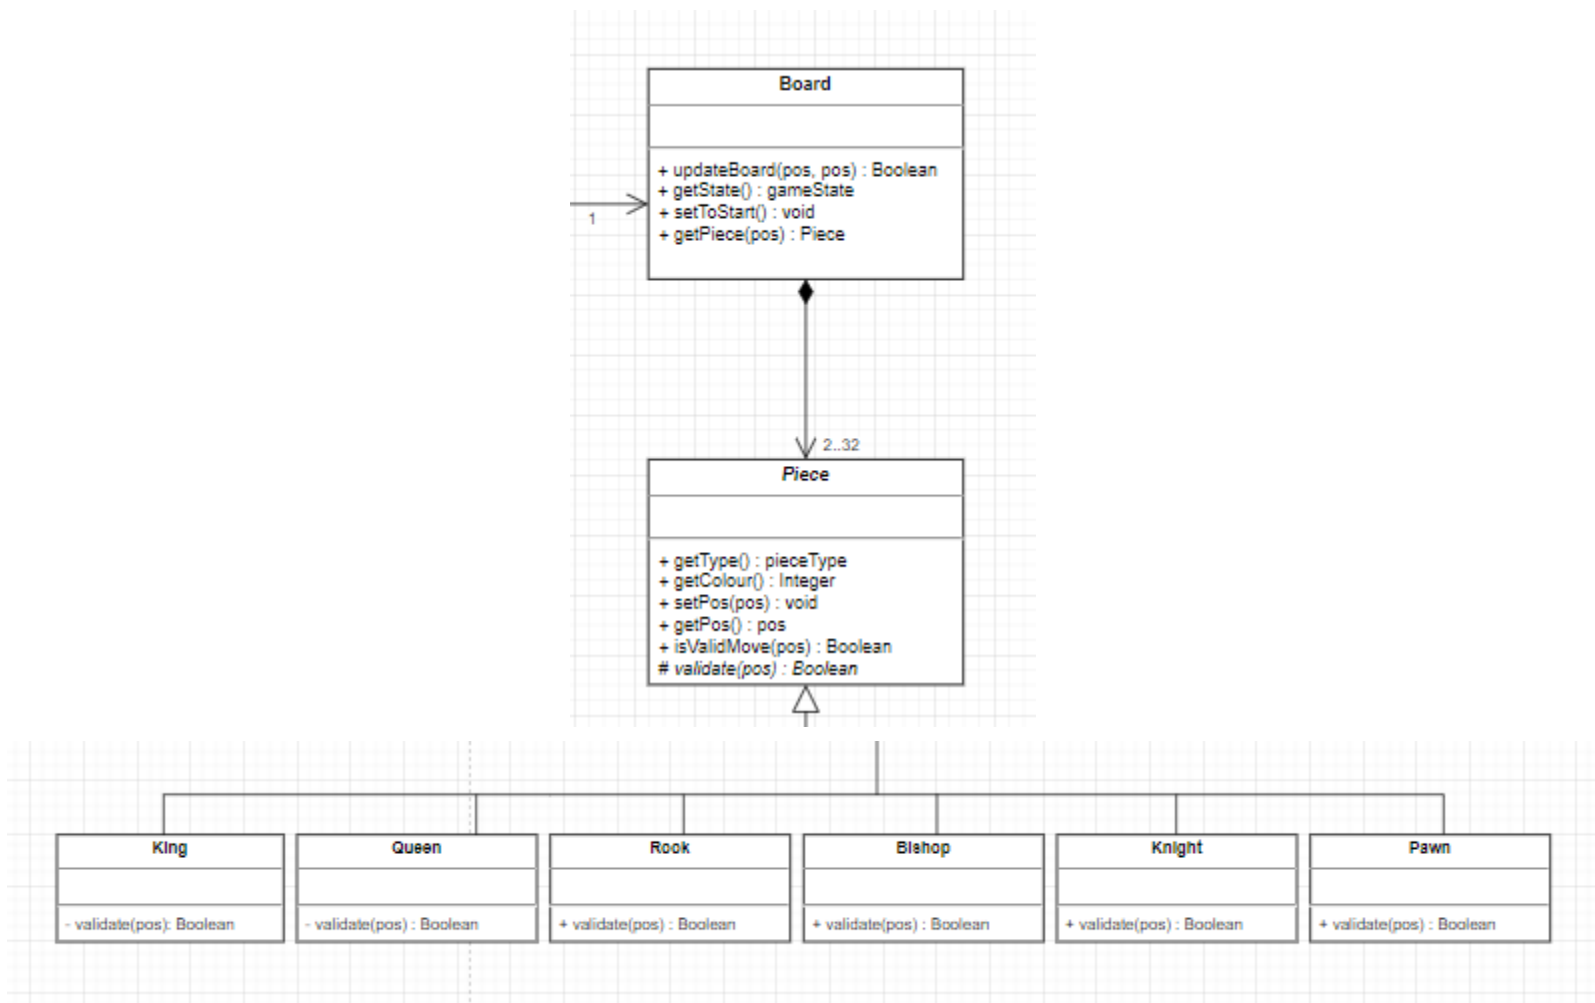 Board
+ updateBoard(pos, pos) : Boolean
+ getState() : gameState
+ setToStart() : void
+ getPiece(pos) : Piece
1
2..32
Piece
+ getType() : pieceType
+ getColour() : Integer
+ setPos(pos) : void
+ getPos() : pos
+ isValidMove(pos) : Boolean
# validate(pos) : Boolean
King
- validate(pos): Boolean
Queen
- validate(pos) : Boolean
Rook
+ validate(pos) : Boolean
Bishop
+ validate(pos) : Boolean
Knight
+ validate(pos) : Boolean
Pawn
+ validate(pos) : Boolean